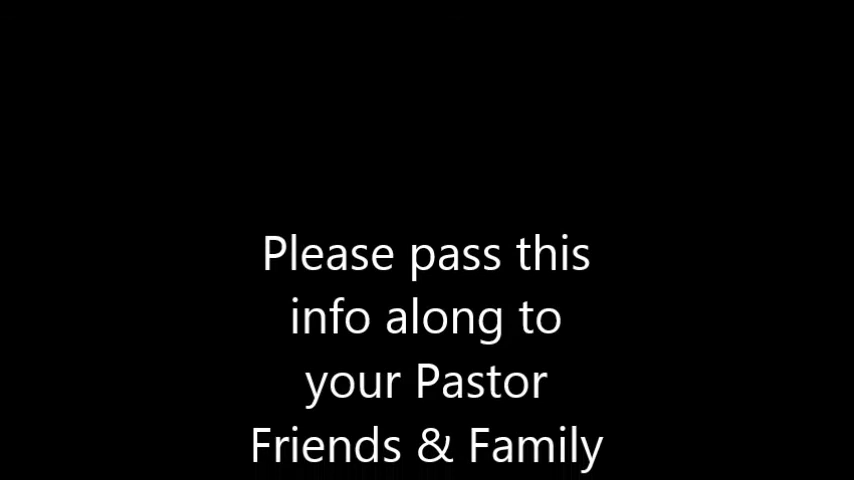 Please pass this
info along to
your Pastor
Friends & Family